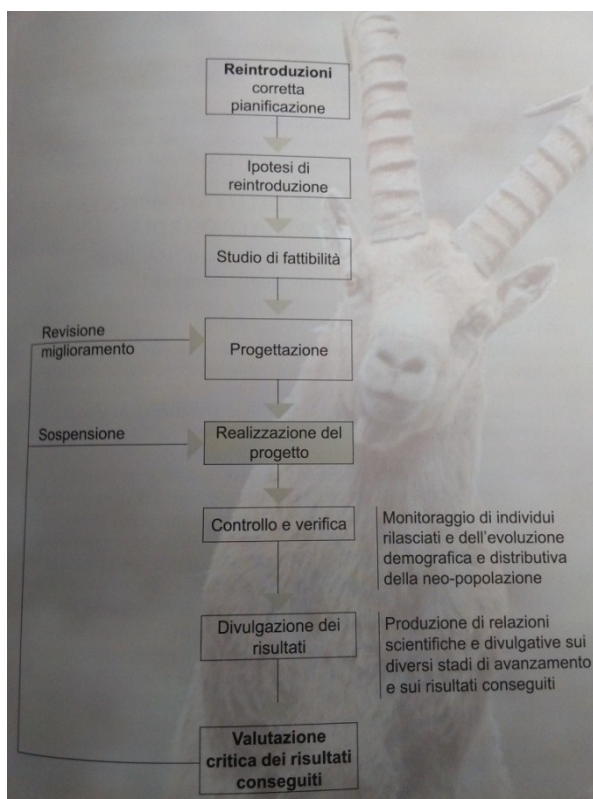 Reintroduzioni
corretta
pianificazione
Ipotesi di
reintroduzione
Studio di fattibilità
Revisione
miglioramento
Progettazione
Sospensione
Realizzazione del
progetto
Controllo e verifica
Monitoraggio di individui
rilasciati e dell'evoluzione
demografica e distributiva
della neo-popolazione
Divulgazione dei
risultati
Produzione di relazioni
scientifiche e divulgative sui
diversi stadi di avanzamento
e sui risultati conseguiti
Valutazione
critica dei risultati
conseguiti